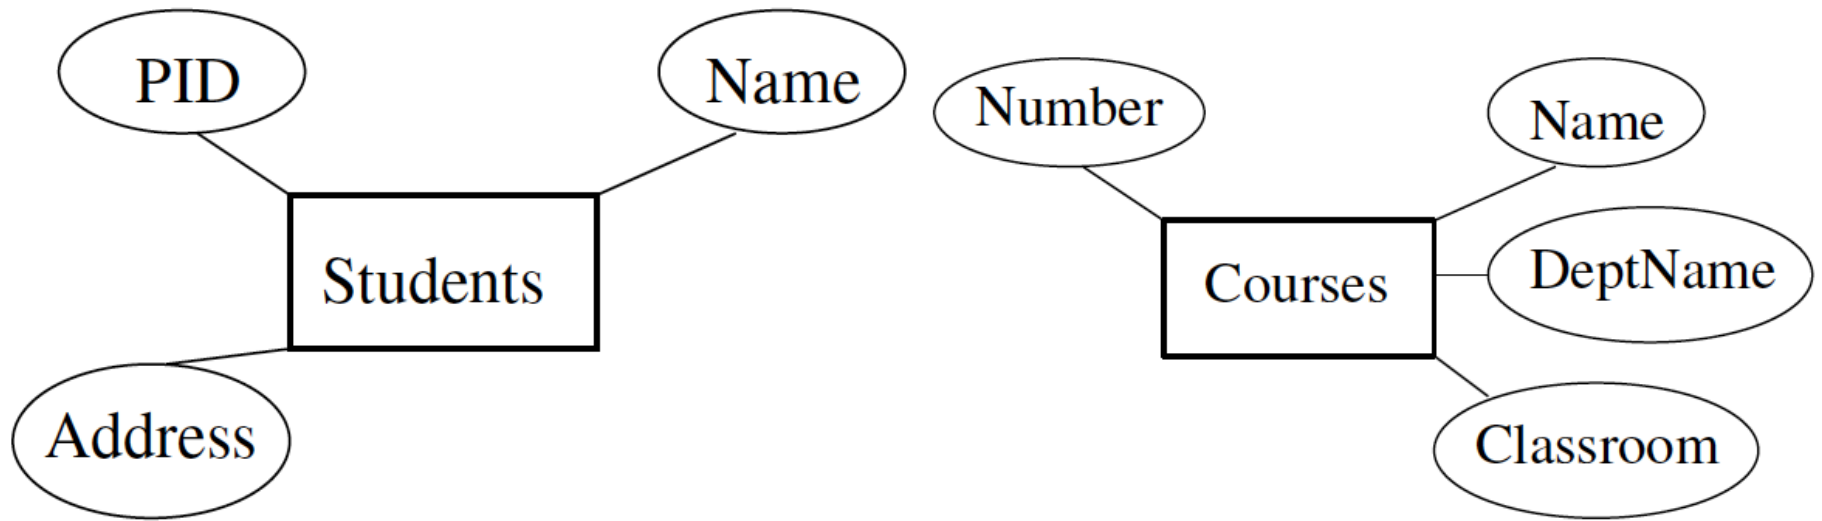 PID
Name
Students
Address
Number
Name
Courses
DeptName
Classroom